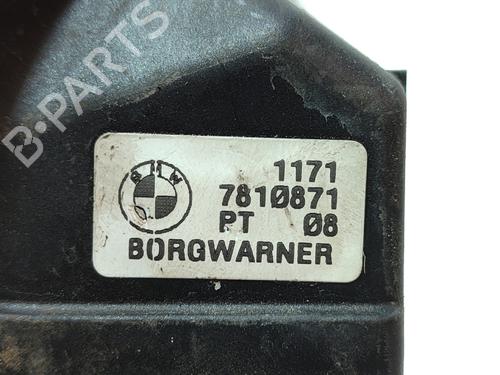 B-PARTS
BMW
1171
7810871
PT 08
BORGWARNER